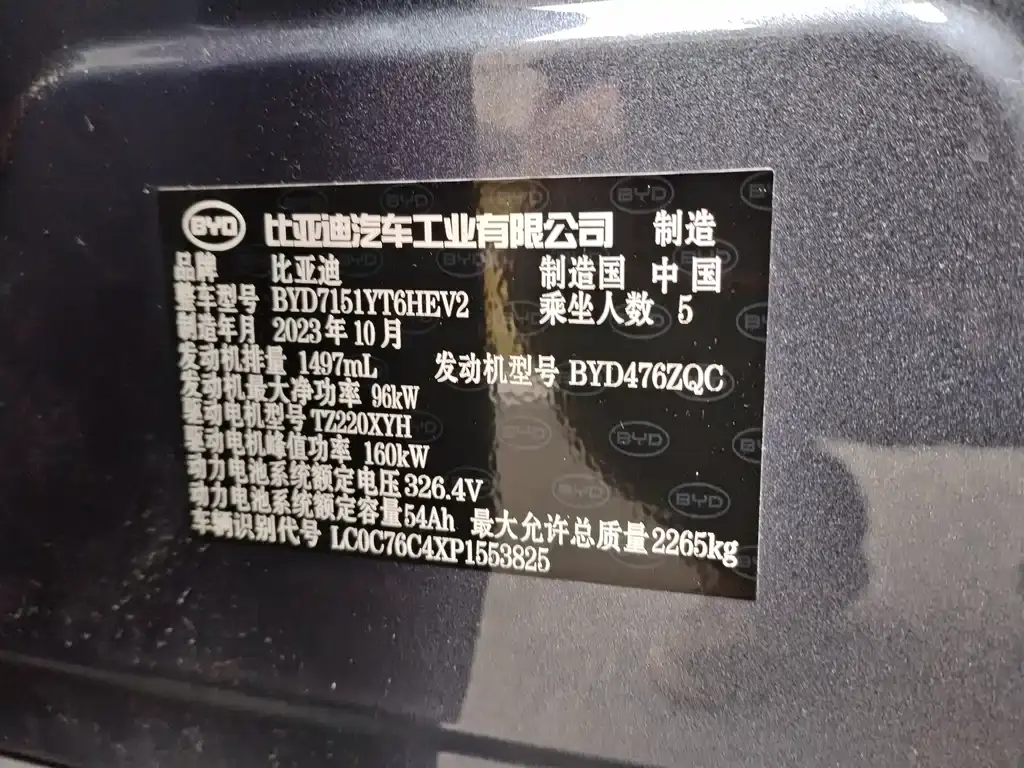 BYD 比亚迪汽车工业有限公司 制造
品牌 比亚迪 制造国 中国
整车型号 BYD7151YT6HEV2 乘坐人数 5
制造年月 2023年10月
发动机排量 1497mL 发动机型号 BYD476ZQC
发动机最大净功率 96kW
驱动电机型号 TZ220XYH
驱动电机峰值功率 160kW
动力电池系统额定电压 326.4V
动力电池系统额定容量 54Ah 最大允许总质量 2265kg
车辆识别代号 LC0C76C4XP1553825